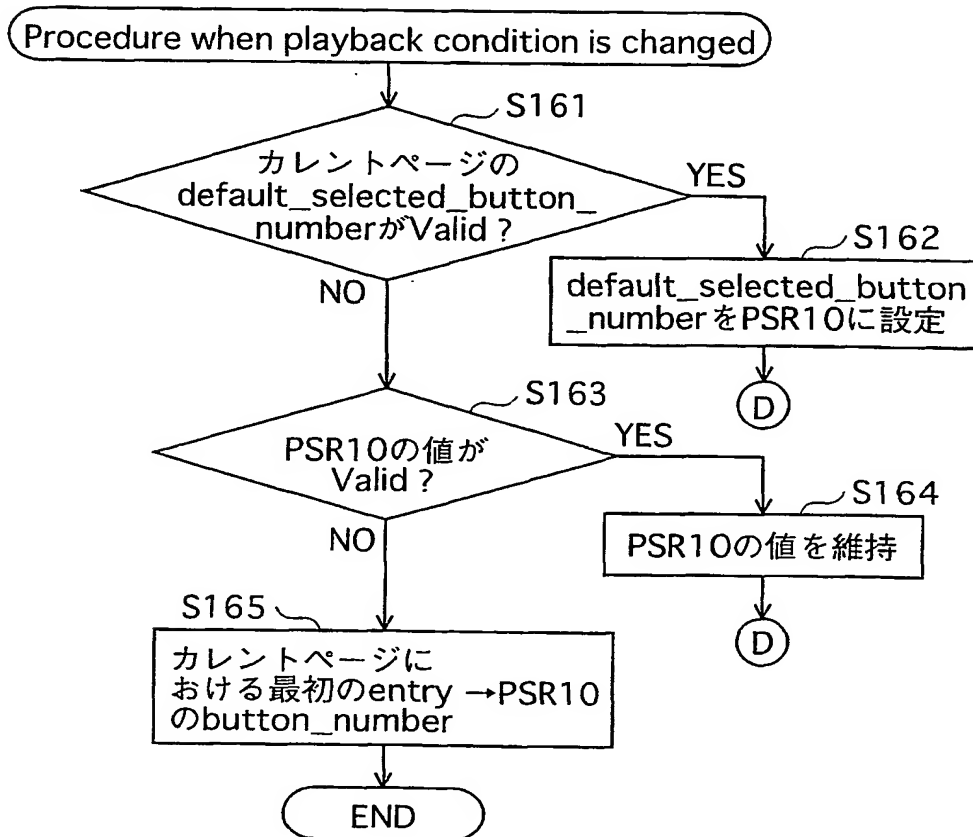 Procedure when playback condition is changed
S161
カレントページの
default_selected_button_
numberがValid？
YES
NO
S162
default_selected_button
_numberをPSR10に設定
D
S163
PSR10の値が
Valid？
YES
NO
S164
PSR10の値を維持
D
S165
カレントページに
おける最初のentry →PSR10
のbutton_number
END